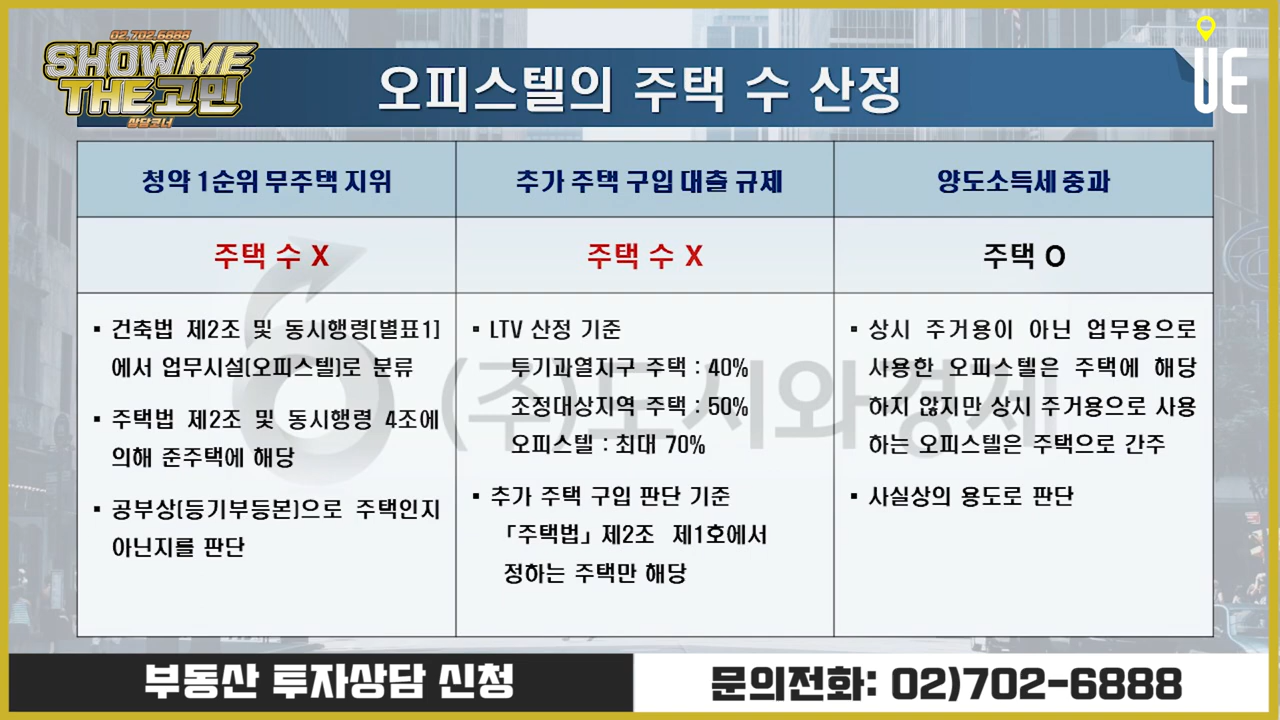 02.702.6888
SHOW ME
THE 고민
상담코너
오피스텔의 주택 수 산정
UE
청약 1순위 무주택 지위
추가 주택 구입 대출 규제
양도소득세 중과
주택 수 X
주택 수 X
주택 O
▪ 건축법 제2조 및 동시행령[별표1]
에서 업무시설(오피스텔)로 분류
▪ 주택법 제2조 및 동시행령 4조에
의해 준주택에 해당
▪ 공부상(등기부등본)으로 주택인지
아닌지를 판단
▪ LTV 산정 기준
투기과열지구 주택 : 40%
조정대상지역 주택 : 50%
오피스텔 : 최대 70%
▪ 추가 주택 구입 판단 기준
「주택법」 제2조 제1호에서
정하는 주택만 해당
▪ 상시 주거용이 아닌 업무용으로
사용한 오피스텔은 주택에 해당
하지 않지만 상시 주거용으로 사용
하는 오피스텔은 주택으로 간주
▪ 사실상의 용도로 판단
(주)도시와경제
부동산 투자상담 신청
문의전화: 02)702-6888